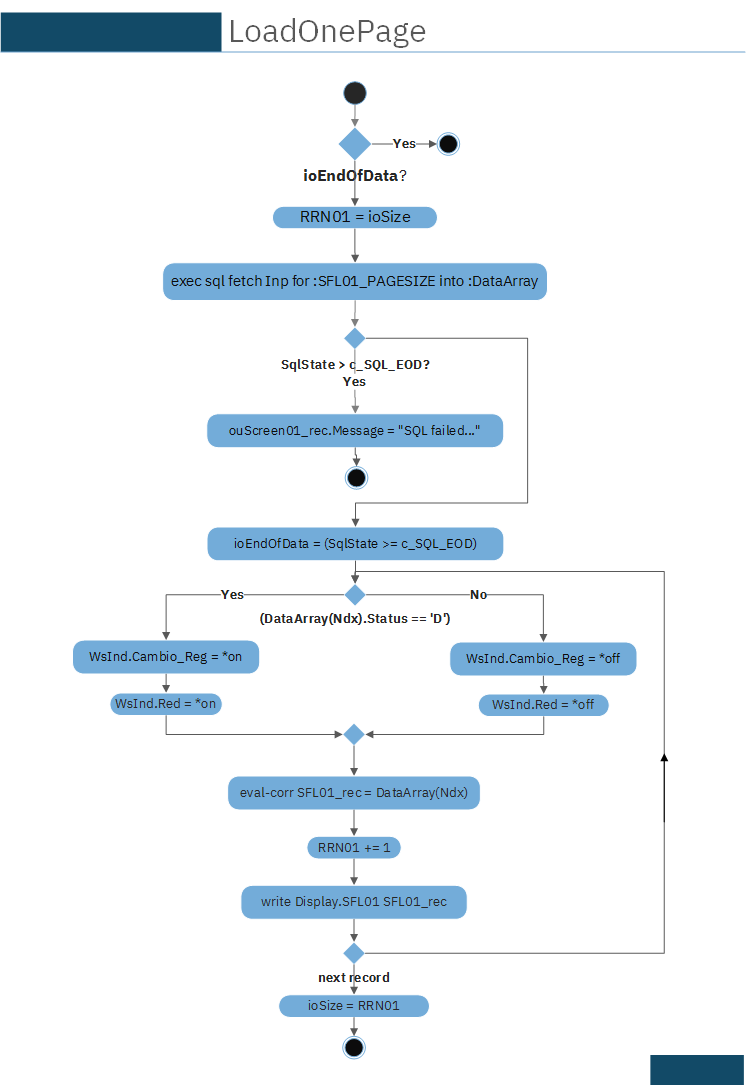 LoadOnePage
Yes
ioEndOfData?
RRN01 = ioSize
exec sql fetch Inp for :SFL01_PAGESIZE into :DataArray
SqlState > c_SQL_EOD?
Yes
ouScreen01_rec.Message = "SQL failed..."
ioEndOfData = (SqlState >= c_SQL_EOD)
Yes
No
(DataArray(Ndx).Status == 'D')
WsInd.Cambio_Reg = *on
WsInd.Cambio_Reg = *off
WsInd.Red = *on
WsInd.Red = *off
eval-corr SFL01_rec = DataArray(Ndx)
RRN01 += 1
write Display.SFL01 SFL01_rec
next record
ioSize = RRN01